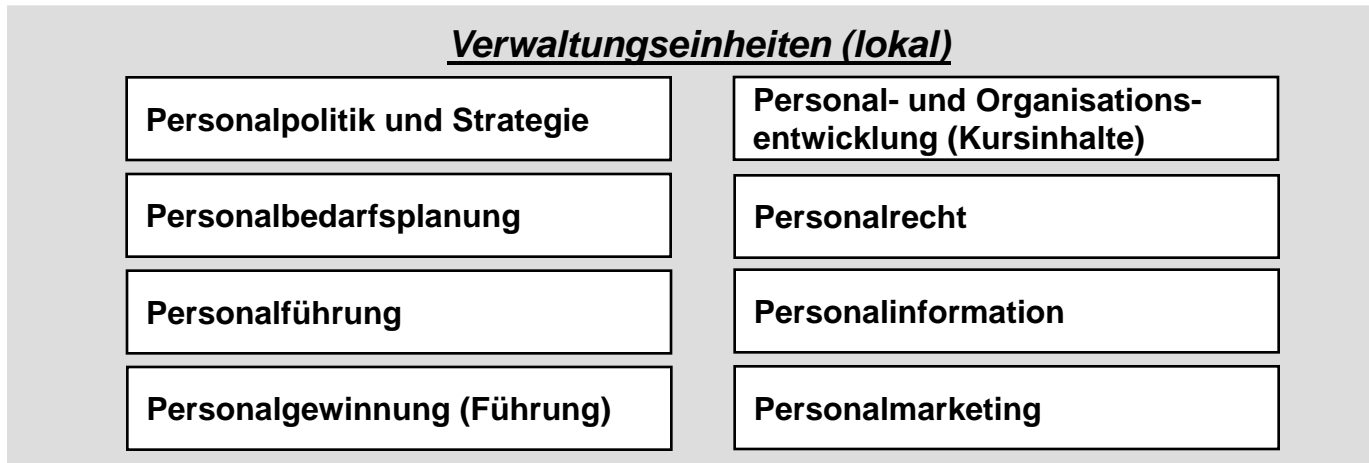 Verwaltungseinheiten (lokal)
Personalpolitik und Strategie
Personalbedarfsplanung
Personalführung
Personalgewinnung (Führung)
Personal- und Organisations-
entwicklung (Kursinhalte)
Personalrecht
Personalinformation
Personalmarketing